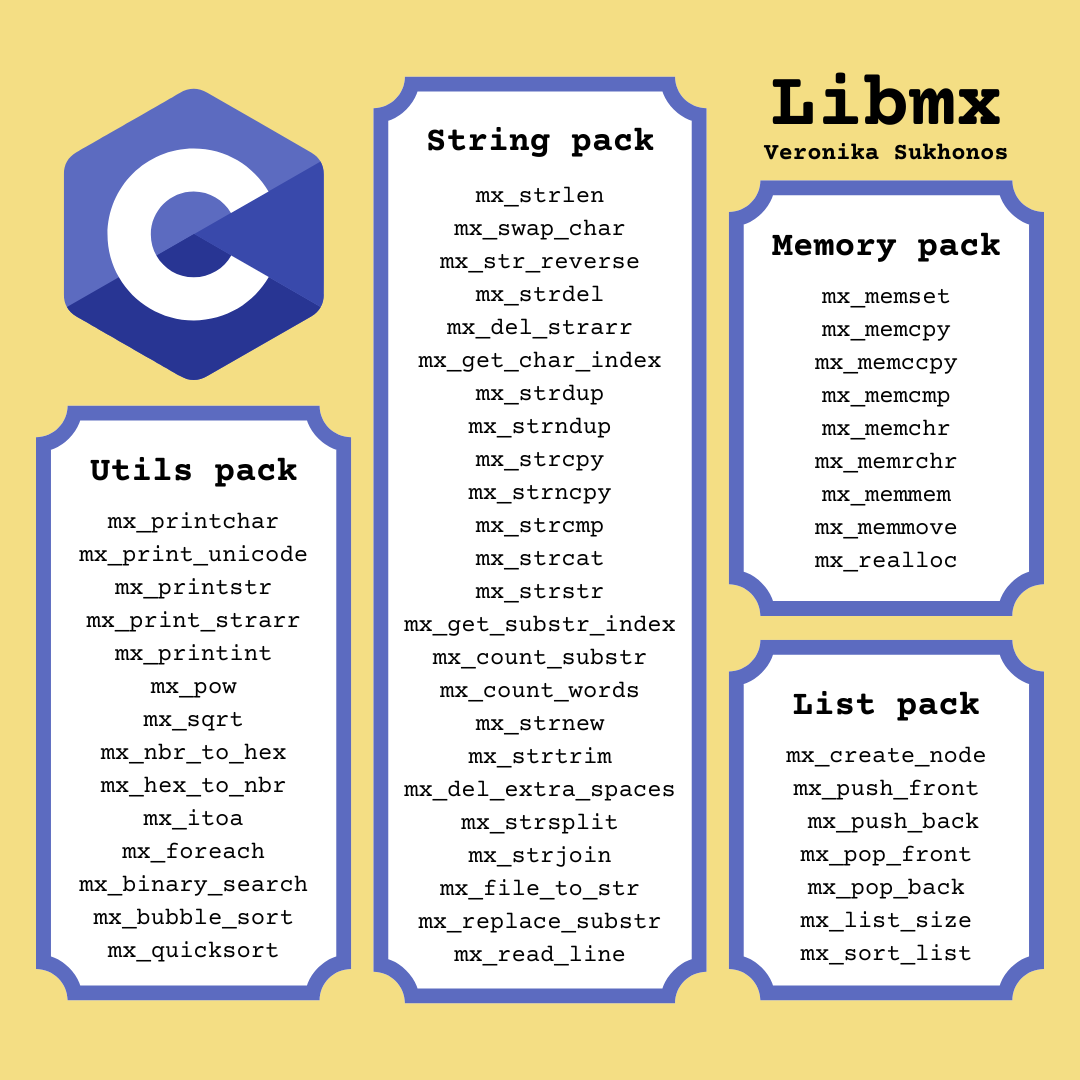 Libmx
Veronika Sukhonos
Utils pack
mx_printchar
mx_print_unicode
mx_printstr
mx_print_strarr
mx_printint
mx_pow
mx_sqrt
mx_nbr_to_hex
mx_hex_to_nbr
mx_itoa
mx_foreach
mx_binary_search
mx_bubble_sort
mx_quicksort
String pack
mx_strlen
mx_swap_char
mx_str_reverse
mx_strdel
mx_del_strarr
mx_get_char_index
mx_strdup
mx_strndup
mx_strcpy
mx_strncpy
mx_strcmp
mx_strcat
mx_strstr
mx_get_substr_index
mx_count_substr
mx_count_words
mx_strnew
mx_strtrim
mx_del_extra_spaces
mx_strsplit
mx_strjoin
mx_file_to_str
mx_replace_substr
mx_read_line
Memory pack
mx_memset
mx_memcpy
mx_memccpy
mx_memcmp
mx_memchr
mx_memrchr
mx_memmem
mx_memmove
mx_realloc
List pack
mx_create_node
mx_push_front
mx_push_back
mx_pop_front
mx_pop_back
mx_list_size
mx_sort_list